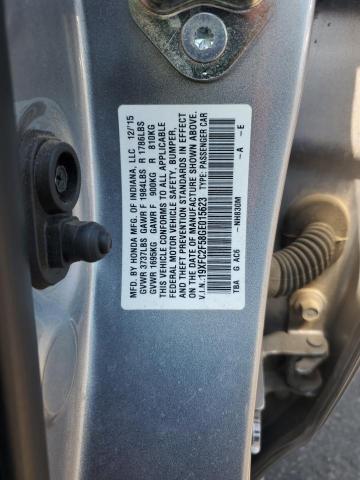 MFD. BY HONDA MFG. OF INDIANA, LLC 12/15
GVWR 3737LBS GAWR F 1984LBS R 1786LBS
GVWR 1695KG GAWR F 900KG R 810KG
THIS VEHICLE CONFORMS TO ALL APPLICABLE
FEDERAL MOTOR VEHICLE SAFETY, BUMPER,
AND THEFT PREVENTION STANDARDS IN EFFECT
ON THE DATE OF MANUFACTURE SHOWN ABOVE.
V.I.N. 19XFC2F58GE015623 TYPE: PASSENGER CAR
TBA G AC6 -NH830M -A -E